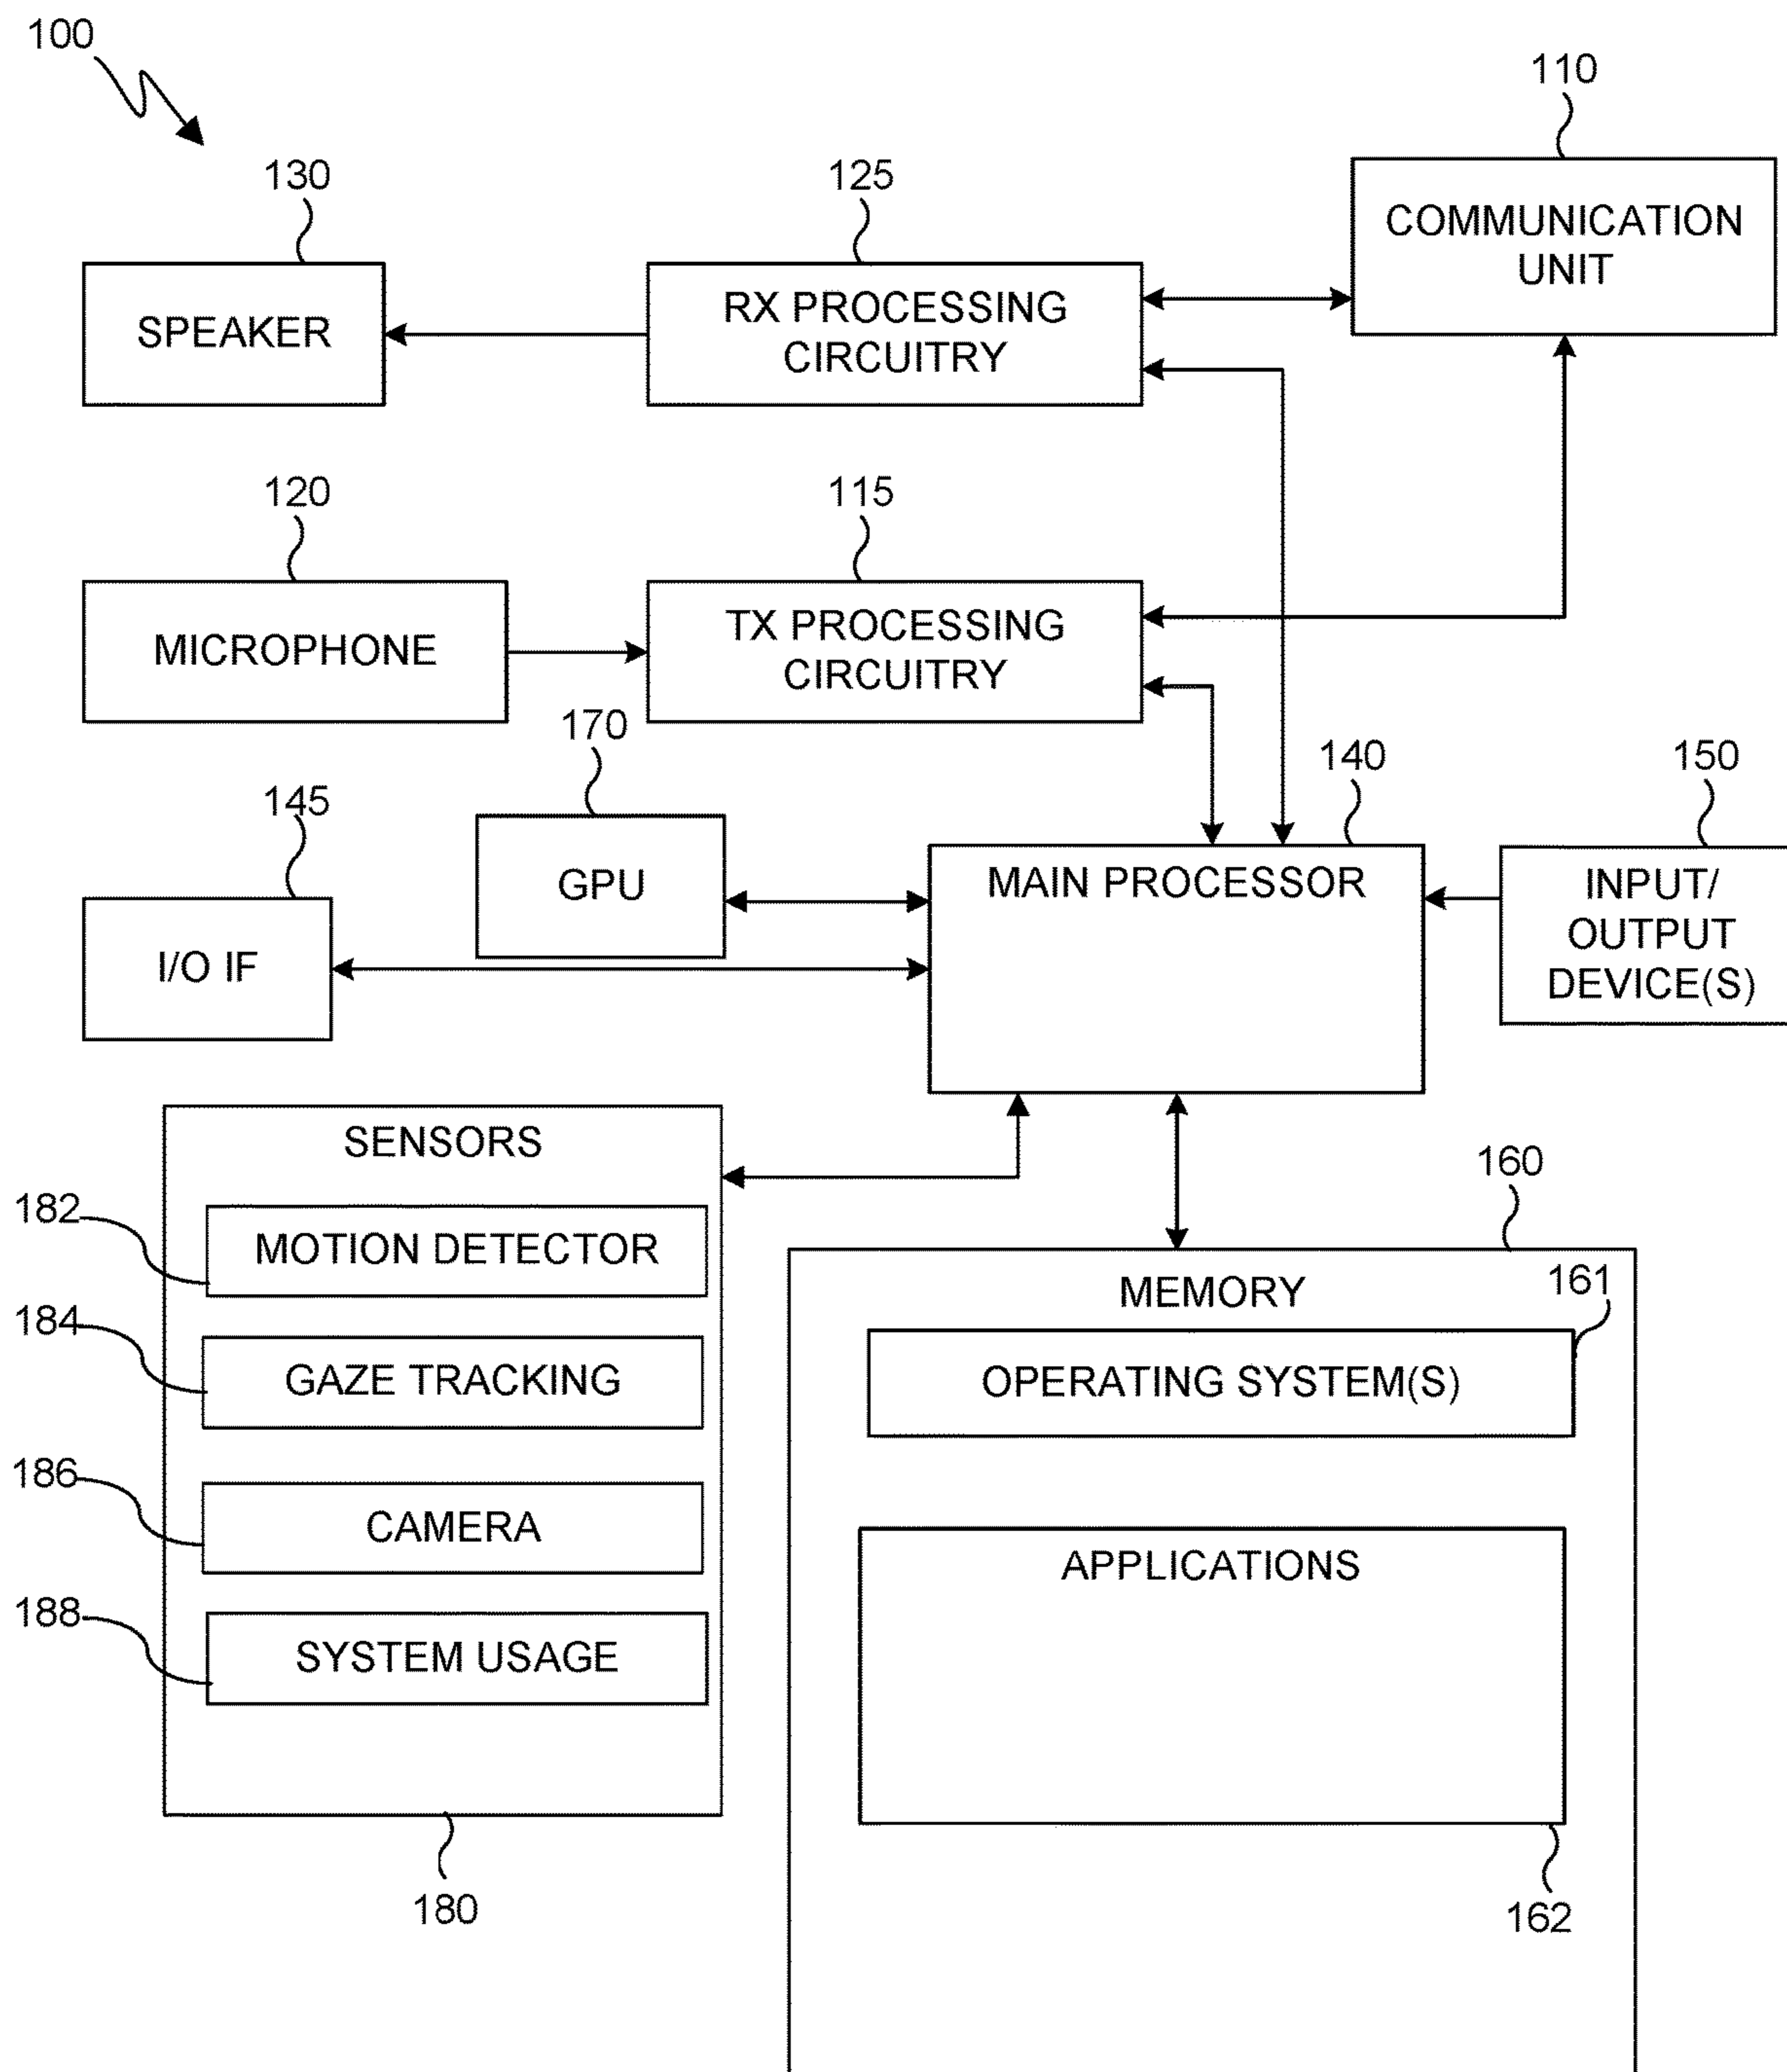 100
110
130
125
COMMUNICATION
UNIT
SPEAKER
RX PROCESSING
CIRCUITRY
120
115
MICROPHONE
TX PROCESSING
CIRCUITRY
170
140
150
145
GPU
MAIN PROCESSOR
INPUT/
OUTPUT
DEVICE(S)
I/O IF
SENSORS
160
182
MOTION DETECTOR
MEMORY
161
184
GAZE TRACKING
OPERATING SYSTEM(S)
186
CAMERA
APPLICATIONS
188
SYSTEM USAGE
180
162